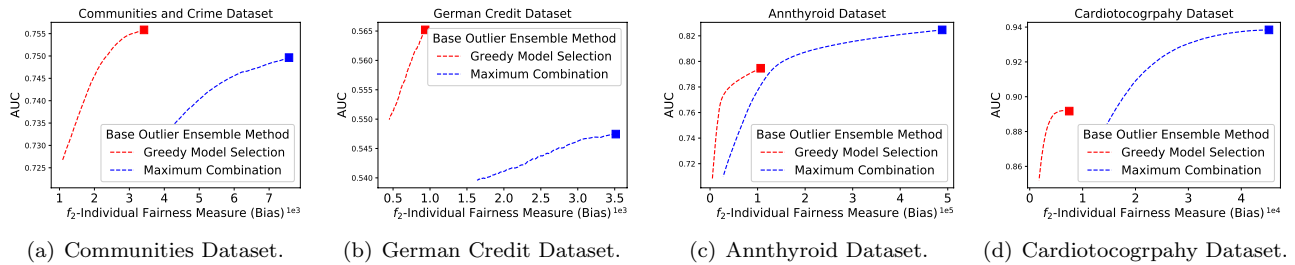 Communities and Crime Dataset
0.755
0.750
0.745
0.740
0.735
0.730
0.725
AUC
Base Outlier Ensemble Method
Greedy Model Selection
Maximum Combination
1 2 3 4 5 6 7
1e3
f2-Individual Fairness Measure (Bias)
(a) Communities Dataset.
German Credit Dataset
0.565
0.560
0.555
0.550
0.545
0.540
AUC
Base Outlier Ensemble Method
Greedy Model Selection
Maximum Combination
0.5 1.0 1.5 2.0 2.5 3.0 3.5
1e3
f2-Individual Fairness Measure (Bias)
(b) German Credit Dataset.
Annthyroid Dataset
0.82
0.80
0.78
0.76
0.74
0.72
AUC
Base Outlier Ensemble Method
Greedy Model Selection
Maximum Combination
0 1 2 3 4 5
1e5
f2-Individual Fairness Measure (Bias)
(c) Annthyroid Dataset.
Cardiotocogrpahy Dataset
0.94
0.92
0.90
0.88
0.86
AUC
Base Outlier Ensemble Method
Greedy Model Selection
Maximum Combination
0 1 2 3 4
1e4
f2-Individual Fairness Measure (Bias)
(d) Cardiotocogrpahy Dataset.